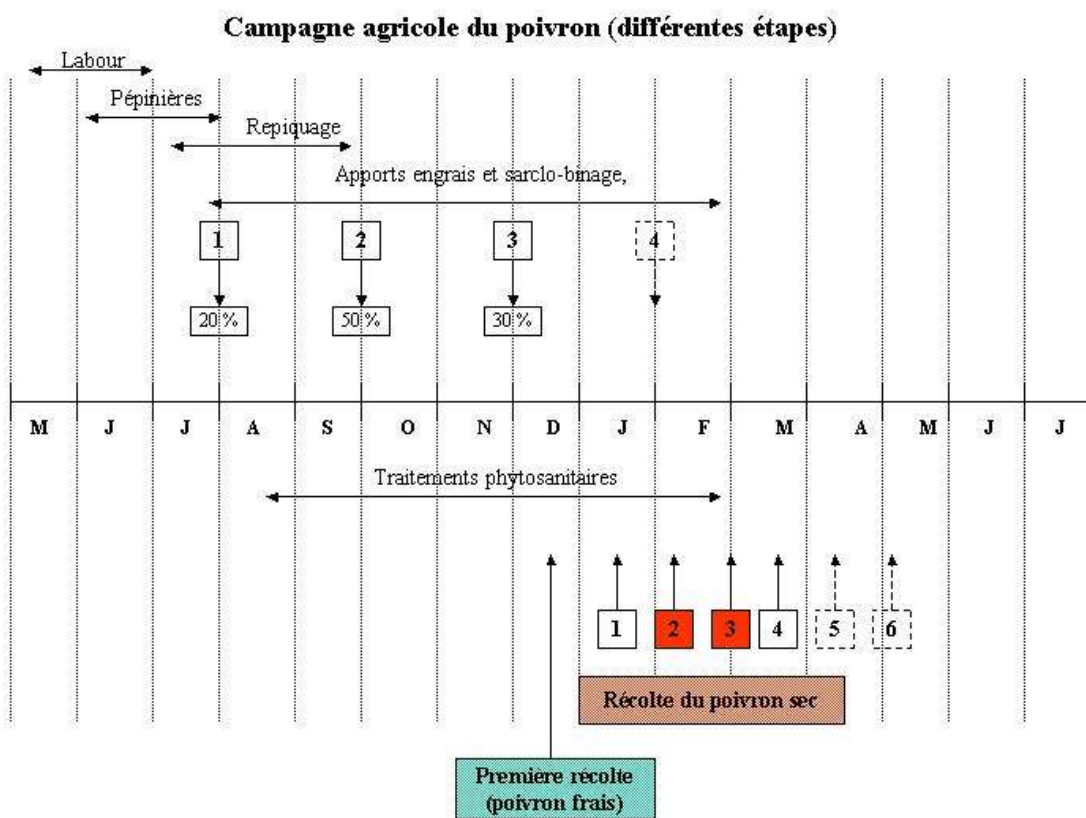 Campagne agricole du poivron (différentes étapes)
Labour
Pépinières
Repiquage
Apports engrais et sarclo-binage,
1 2 3 4
20 % 50 % 30 %
M J J A S O N D J F M A M J J
Traitements phytosanitaires
1 2 3 4 5 6
Récolte du poivron sec
Première récolte
(poivron frais)